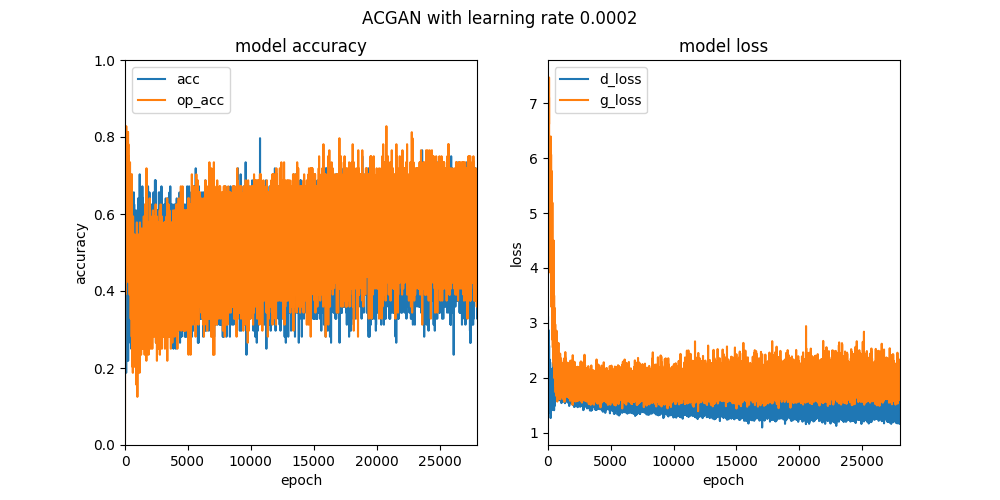 ACGAN with learning rate 0.0002
model accuracy
acc
op_acc
accuracy
1.0
0.8
0.6
0.4
0.2
0.0
0
5000
10000
15000
20000
25000
epoch
model loss
d_loss
g_loss
loss
7
6
5
4
3
2
1
0
5000
10000
15000
20000
25000
epoch